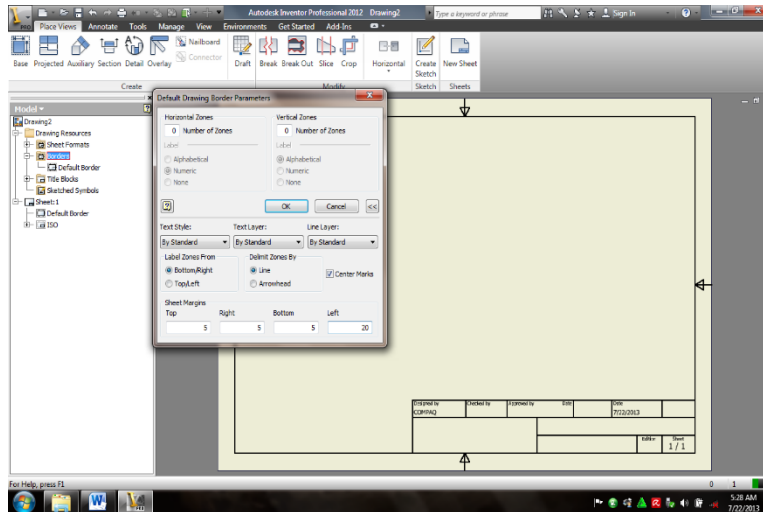 Autodesk Inventor Professional 2012 Drawing2
Type a keyword or phrase
Sign In
PRO
Place Views Annotate Tools Manage View Environments Get Started Add-Ins
Base Projected Auxiliary Section Detail Overlay
Nailboard
Connector
Draft Break Break Out Slice Crop
Horizontal
Create Sketch
New Sheet
Create Modify Sketch Sheets
Model
Drawing2
Drawing Resources
Sheet Formats
Borders
Default Border
Title Blocks
Sketched Symbols
Sheet:1
Default Border
ISO
Default Drawing Border Parameters
Horizontal Zones Vertical Zones
0 Number of Zones 0 Number of Zones
Label Label
Alphabetical Alphabetical
Numeric Numeric
None None
OK Cancel <<
Text Style: Text Layer: Line Layer:
By Standard By Standard By Standard
Label Zones From Delimit Zones By
Bottom/Right Line Center Marks
Top/Left Arrowhead
Sheet Margins
Top Right Bottom Left
5 5 5 20
Designed by Checked by Approved by Date Date
COMPAQ 7/22/2013
Edition Sheet
1 / 1
For Help, press F1 0 1
5:28 AM
7/22/2013